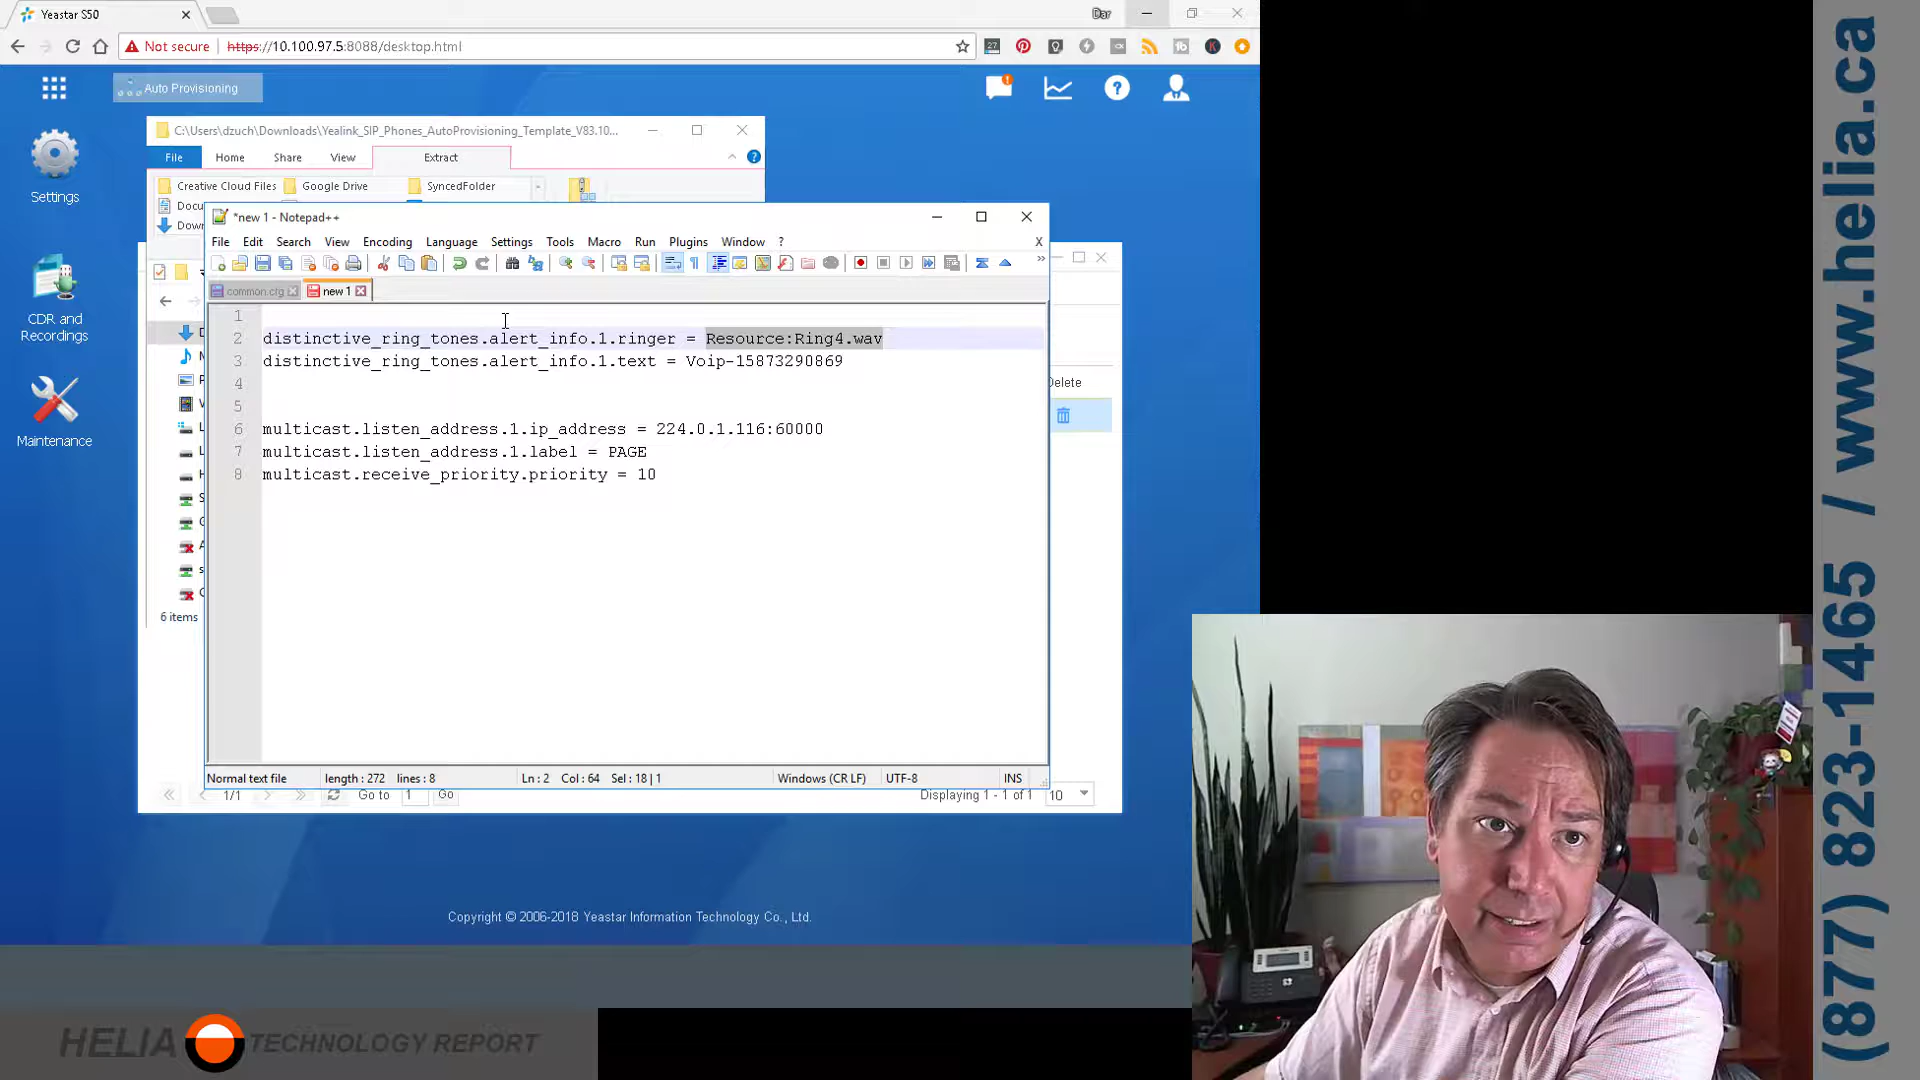 Yeastar S50
Dar
Not secure
https://10.100.97.5:8088/desktop.html
27
Auto Provisioning
Settings
CDR and
Recordings
Maintenance
C:\Users\dzuch\Downloads\Yealink_SIP_Phones_AutoProvisioning_Template_V83.10...
File Home Share View Extract
Creative Cloud Files Google Drive SyncedFolder
*new 1 - Notepad++
File Edit Search View Encoding Language Settings Tools Macro Run Plugins Window ? X
common.cfg new 1
1
2 distinctive_ring_tones.alert_info.1.ringer = Resource:Ring4.wav
3 distinctive_ring_tones.alert_info.1.text = Voip-15873290869
4
5
6 multicast.listen_address.1.ip_address = 224.0.1.116:60000
7 multicast.listen_address.1.label = PAGE
8 multicast.receive_priority.priority = 10
Delete
6 items
Normal text file length : 272 lines : 8 Ln : 2 Col : 64 Sel : 18 | 1 Windows (CR LF) UTF-8 INS
1/1 Go to 1 Go Displaying 1 - 1 of 1 10
Copyright © 2006-2018 Yeastar Information Technology Co., Ltd.
HELIA TECHNOLOGY REPORT
(877) 823-1465 / www.helia.ca